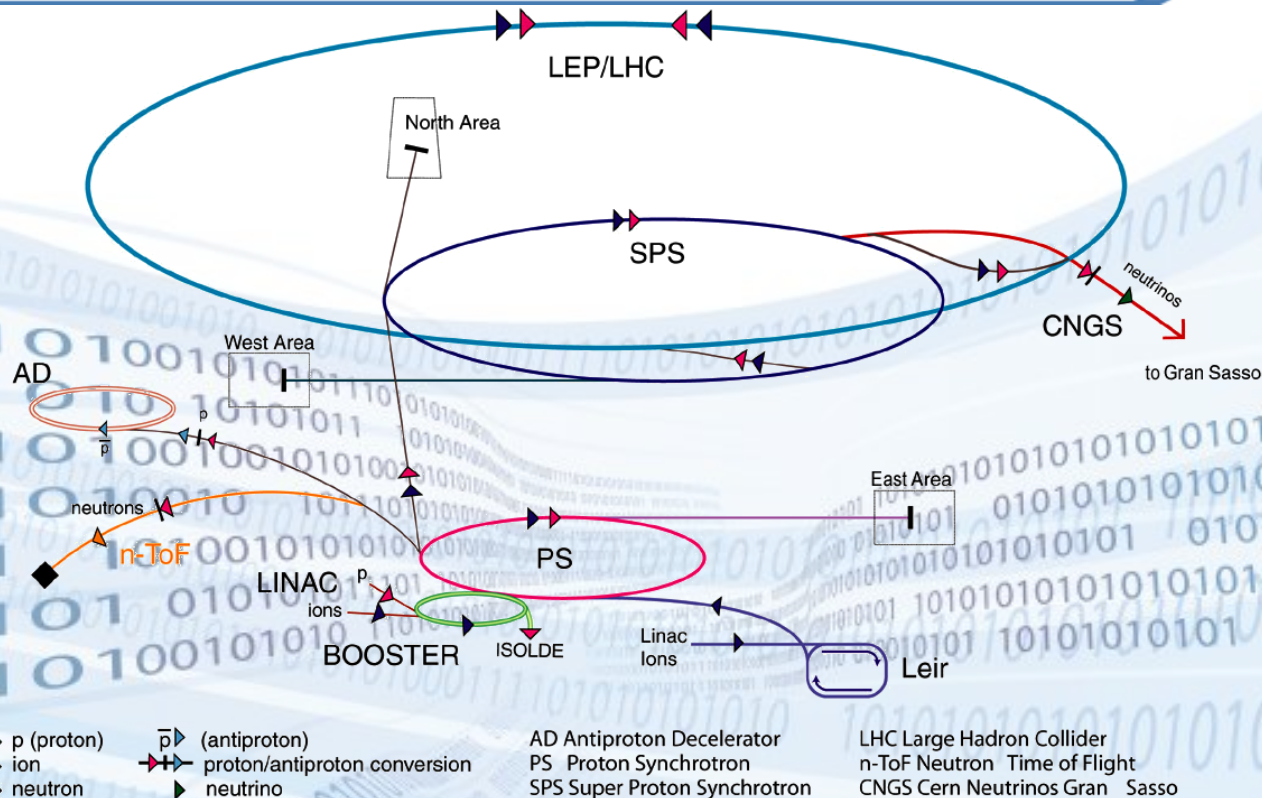 LEP/LHC
North Area
SPS
neutrinos
CNGS
to Gran Sasso
West Area
AD
p
p̅
East Area
neutrons
n-ToF
PS
LINAC
p
ions
BOOSTER
ISOLDE
Linac
Ions
Leir
p (proton)
ion
neutron
p̅ (antiproton)
proton/antiproton conversion
neutrino
AD Antiproton Decelerator
PS Proton Synchrotron
SPS Super Proton Synchrotron
LHC Large Hadron Collider
n-ToF Neutron Time of Flight
CNGS Cern Neutrinos Gran Sasso